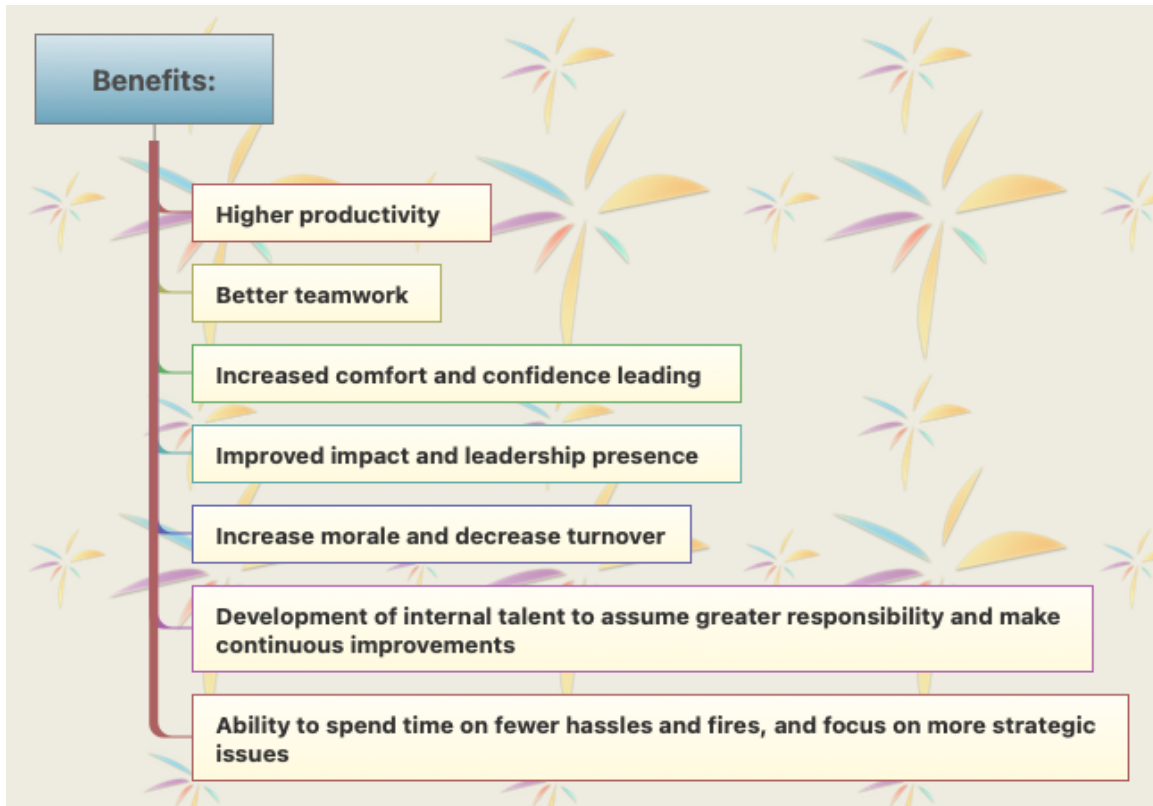 Benefits:
Higher productivity
Better teamwork
Increased comfort and confidence leading
Improved impact and leadership presence
Increase morale and decrease turnover
Development of internal talent to assume greater responsibility and make
continuous improvements
Ability to spend time on fewer hassles and fires, and focus on more strategic
issues